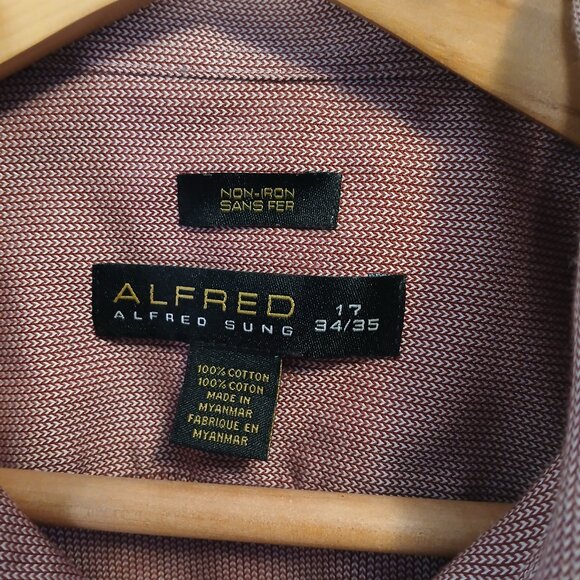 NON-IRON
SANS FER
ALFRED
ALFRED SUNG
17
34/35
100% COTTON
100% COTON
MADE IN
MYANMAR
FABRIQUE EN
MYANMAR